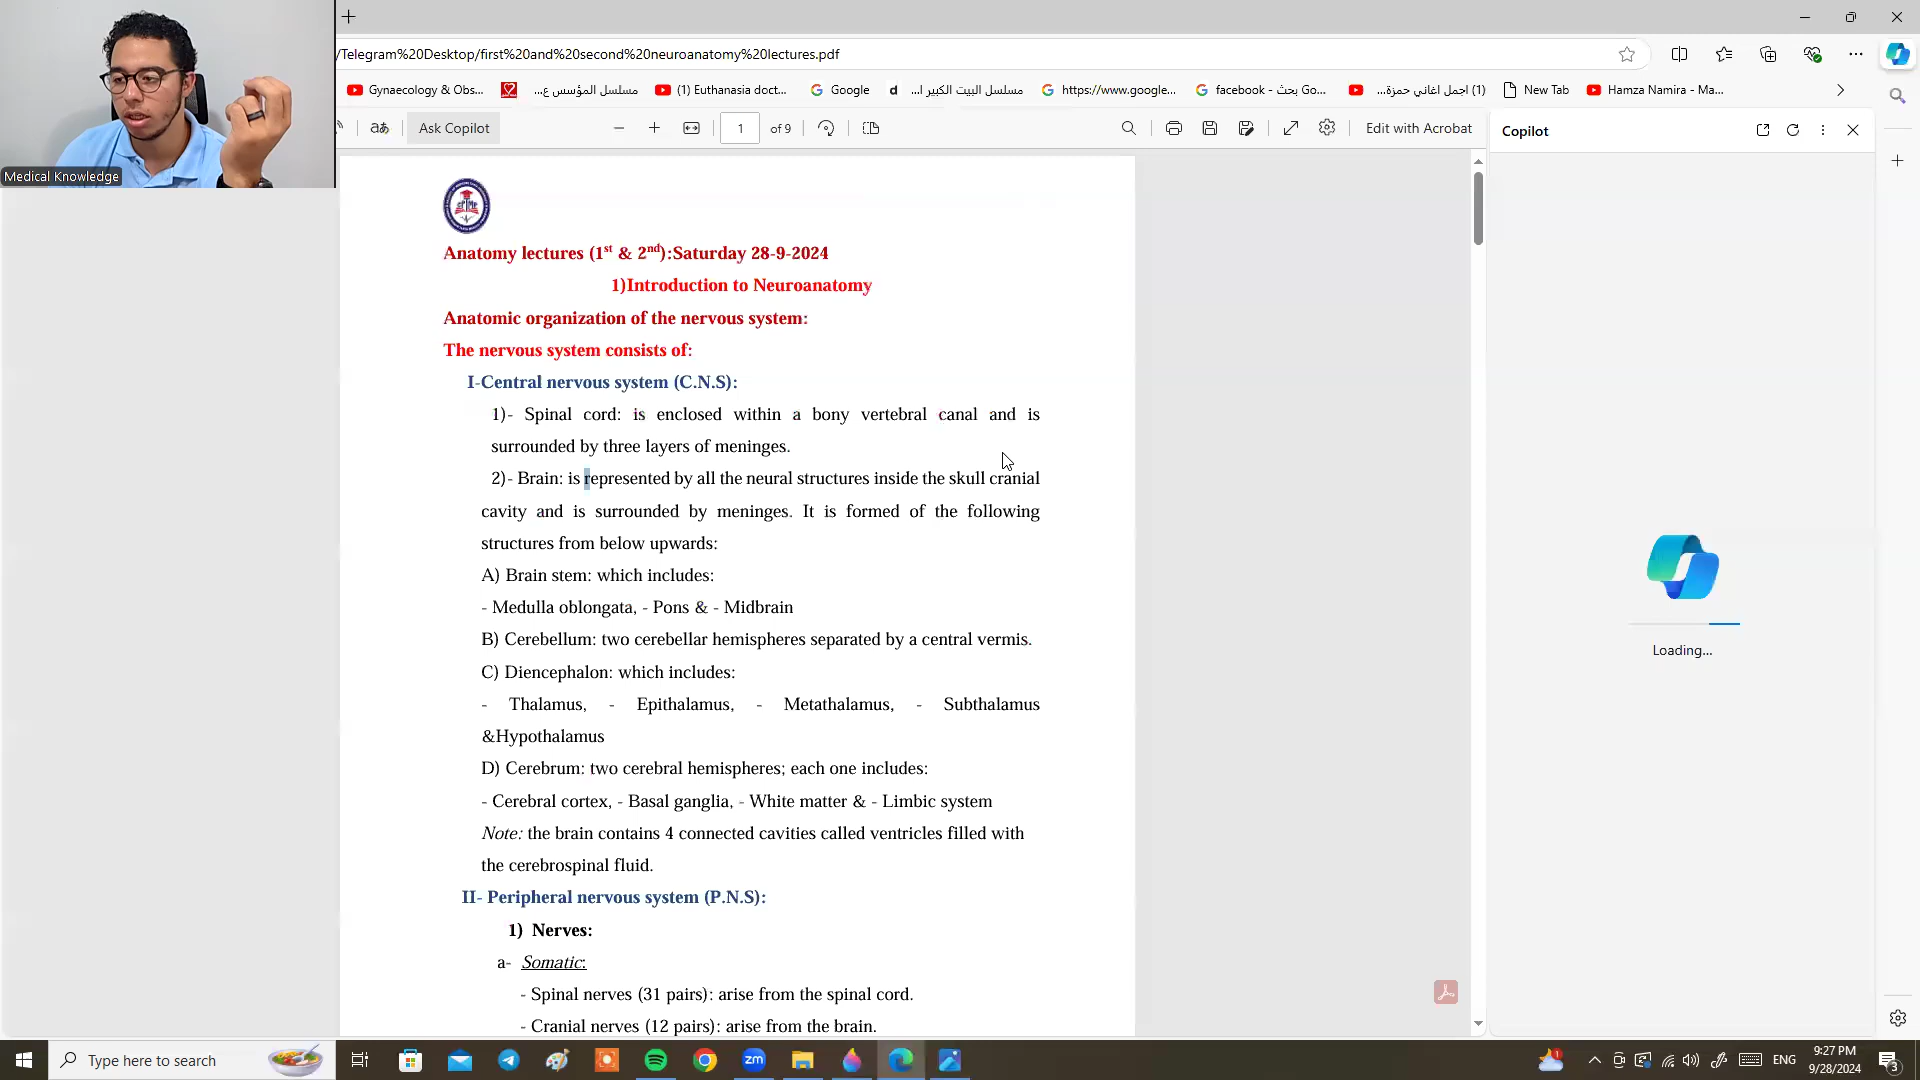 /Telegram%20Desktop/first%20and%20second%20neuroanatomy%20lectures.pdf
Gynaecology & Obs...
مسلسل المؤسس ع...
(1) Euthanasia doct...
Google
مسلسل البيت الكبير ا...
https://www.google...
facebook - بحث Go...
(1) اجمل اغاني حمزة...
New Tab
Hamza Namira - Ma...
Ask Copilot
1
of 9
Edit with Acrobat
Copilot
Medical Knowledge
Anatomy lectures (1st & 2nd):Saturday 28-9-2024
1)Introduction to Neuroanatomy
Anatomic organization of the nervous system:
The nervous system consists of:
I-Central nervous system (C.N.S):
1)- Spinal cord: is enclosed within a bony vertebral canal and is
surrounded by three layers of meninges.
2)- Brain: is represented by all the neural structures inside the skull cranial
cavity and is surrounded by meninges. It is formed of the following
structures from below upwards:
A) Brain stem: which includes:
- Medulla oblongata, - Pons & - Midbrain
B) Cerebellum: two cerebellar hemispheres separated by a central vermis.
C) Diencephalon: which includes:
- Thalamus, - Epithalamus, - Metathalamus, - Subthalamus
&Hypothalamus
D) Cerebrum: two cerebral hemispheres; each one includes:
- Cerebral cortex, - Basal ganglia, - White matter & - Limbic system
Note: the brain contains 4 connected cavities called ventricles filled with
the cerebrospinal fluid.
II- Peripheral nervous system (P.N.S):
1) Nerves:
a- Somatic:
- Spinal nerves (31 pairs): arise from the spinal cord.
- Cranial nerves (12 pairs): arise from the brain.
Loading...
Type here to search
zm
ENG
9:27 PM
9/28/2024
3